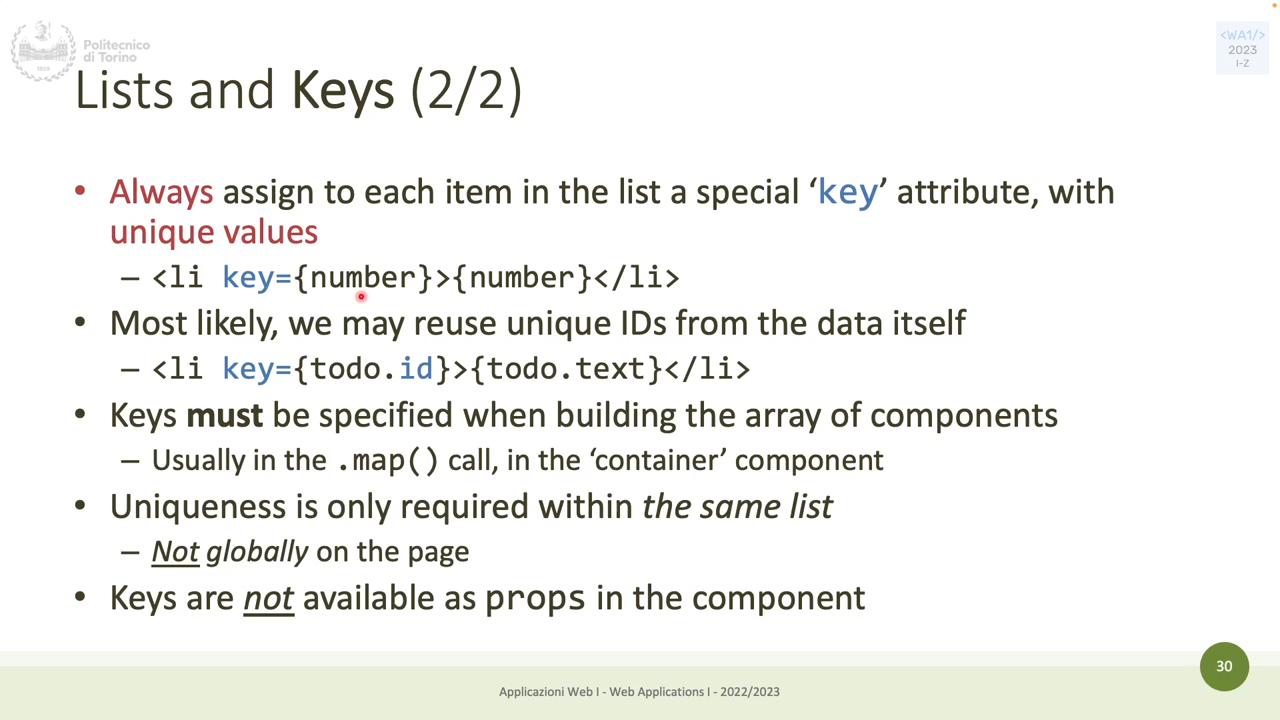 Politecnico
di Torino
1859
<WA1/>
2023
I-Z
Lists and Keys (2/2)
• Always assign to each item in the list a special ‘key’ attribute, with
unique values
– <li key={number}>{number}</li>
• Most likely, we may reuse unique IDs from the data itself
– <li key={todo.id}>{todo.text}</li>
• Keys must be specified when building the array of components
– Usually in the .map() call, in the ‘container’ component
• Uniqueness is only required within the same list
– Not globally on the page
• Keys are not available as props in the component
30
Applicazioni Web I - Web Applications I - 2022/2023